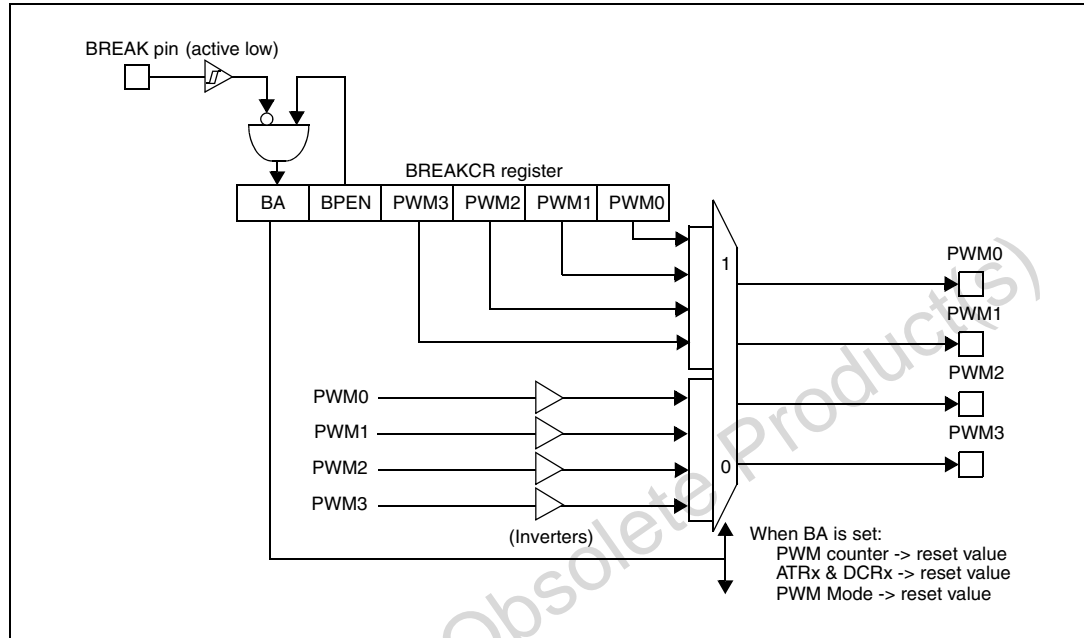 BREAK pin (active low)
BREAKCR register
BA BPEN PWM3 PWM2 PWM1 PWM0
1
PWM0
PWM1
PWM2
PWM3
PWM0
PWM1
PWM2
PWM3
0
(Inverters)
When BA is set:
PWM counter -> reset value
ATRx & DCRx -> reset value
PWM Mode -> reset value
Obsolete Product(s)